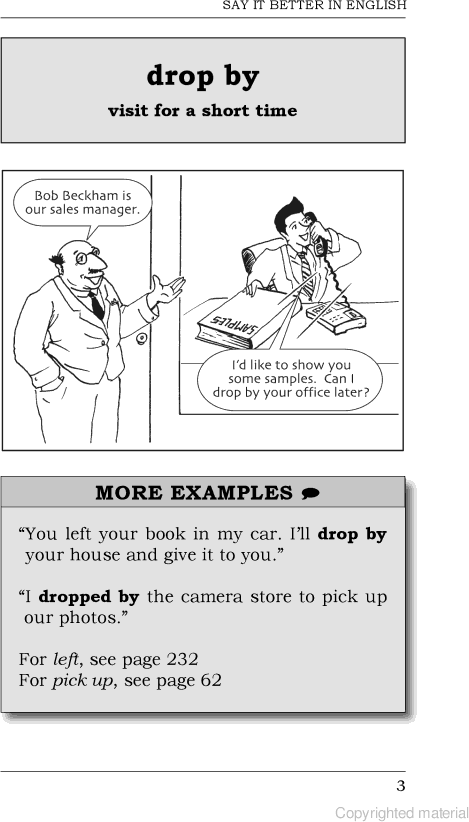 SAY IT BETTER IN ENGLISH
drop by
visit for a short time
Bob Beckham is
our sales manager.
SAMPLES
I'd like to show you
some samples. Can I
drop by your office later?
MORE EXAMPLES
“You left your book in my car. I'll drop by
your house and give it to you.”
“I dropped by the camera store to pick up
our photos.”
For left, see page 232
For pick up, see page 62
3
Copyrighted material